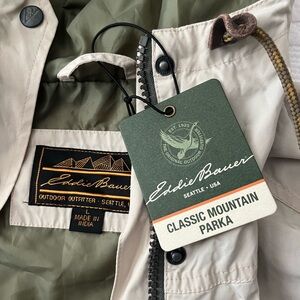 Eddie Bauer
OUTDOOR OUTFITTER - SEATTLE,
L
MADE IN
INDIA
EST. 1920
Eddie Bauer
SEATTLE • USA
CLASSIC MOUNTAIN
PARKA